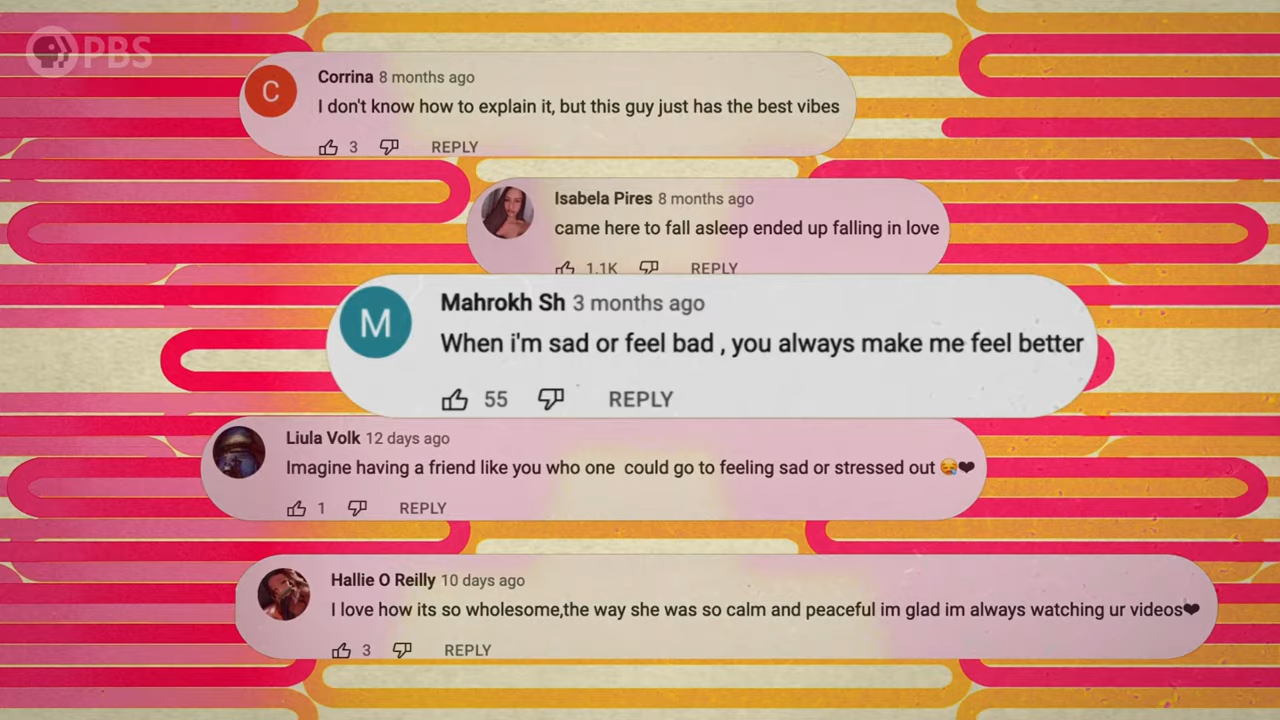 PBS
C
Corrina 8 months ago
I don't know how to explain it, but this guy just has the best vibes
3 REPLY
Isabela Pires 8 months ago
came here to fall asleep ended up falling in love
1.1K REPLY
M
Mahrokh Sh 3 months ago
When i'm sad or feel bad , you always make me feel better
55 REPLY
Liula Volk 12 days ago
Imagine having a friend like you who one  could go to feeling sad or stressed out 😪❤
1 REPLY
Hallie O Reilly 10 days ago
I love how its so wholesome,the way she was so calm and peaceful im glad im always watching ur videos❤
3 REPLY